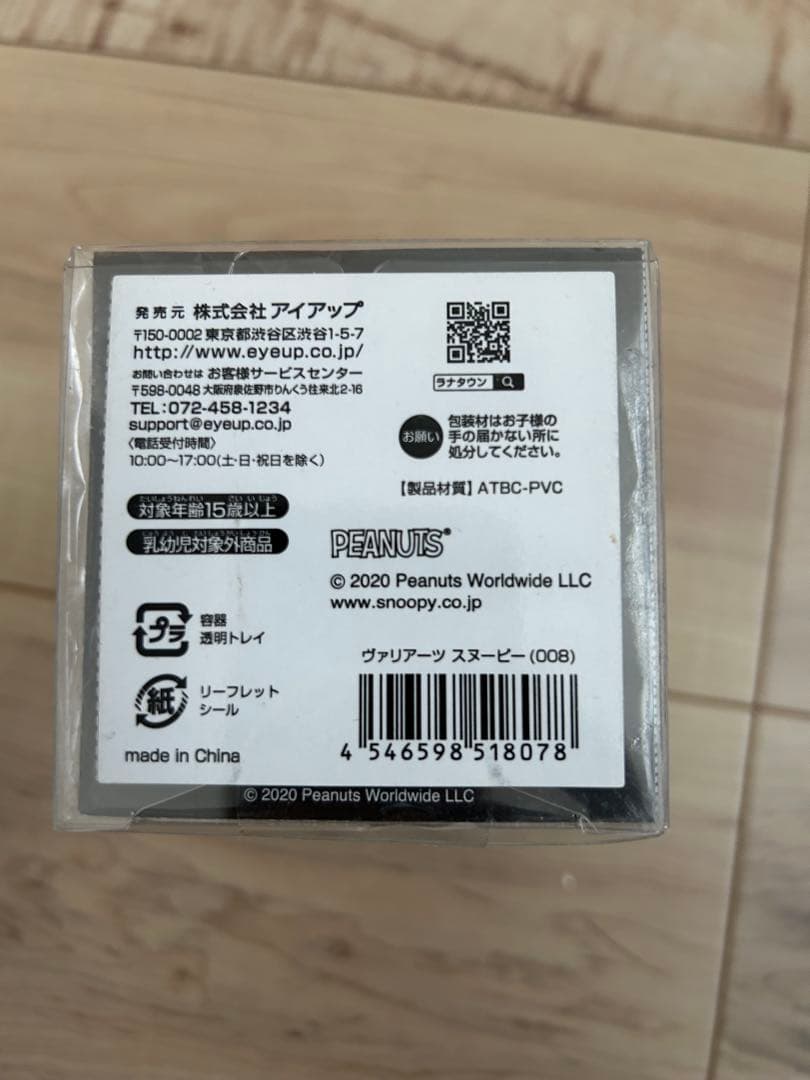 発売元 株式会社 アイアップ
〒150-0002 東京都渋谷区渋谷1-5-7
http://www.eyeup.co.jp/
お問い合わせは お客様サービスセンター
〒598-0048 大阪府泉佐野市りんくう往来北2-16
TEL:072-458-1234
support@eyeup.co.jp
〈電話受付時間〉
10:00〜17:00(土・日・祝日を除く)
対象年齢15歳以上
乳幼児対象外商品
プラ
容器
透明トレイ
紙
リーフレット
シール
made in China
ラナタウン
お願い
包装材はお子様の
手の届かない所に
処分してください。
【製品材質】ATBC-PVC
PEANUTS®
© 2020 Peanuts Worldwide LLC
www.snoopy.co.jp
ヴァリアーツ スヌーピー(008)
4 546598 518078
© 2020 Peanuts Worldwide LLC